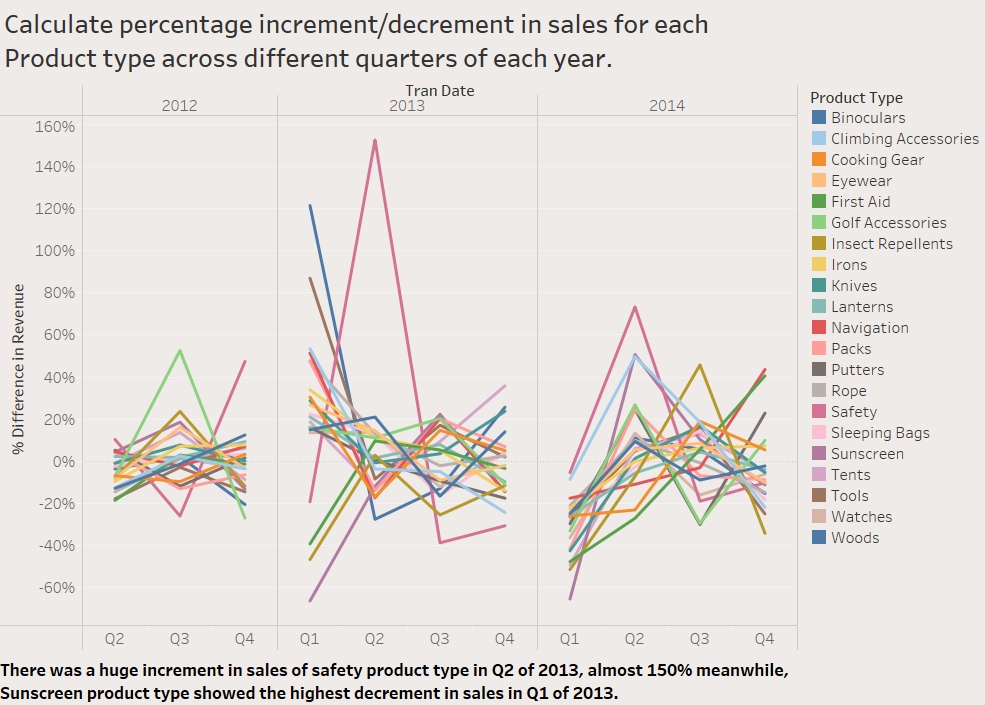 Calculate percentage increment/decrement in sales for each
Product type across different quarters of each year.
Tran Date
2012 2013 2014
160%
140%
120%
100%
80%
60%
40%
20%
0%
-20%
-40%
-60%
% Difference in Revenue
Q2 Q3 Q4 Q1 Q2 Q3 Q4 Q1 Q2 Q3 Q4
Product Type
Binoculars
Climbing Accessories
Cooking Gear
Eyewear
First Aid
Golf Accessories
Insect Repellents
Irons
Knives
Lanterns
Navigation
Packs
Putters
Rope
Safety
Sleeping Bags
Sunscreen
Tents
Tools
Watches
Woods
There was a huge increment in sales of safety product type in Q2 of 2013, almost 150% meanwhile,
Sunscreen product type showed the highest decrement in sales in Q1 of 2013.